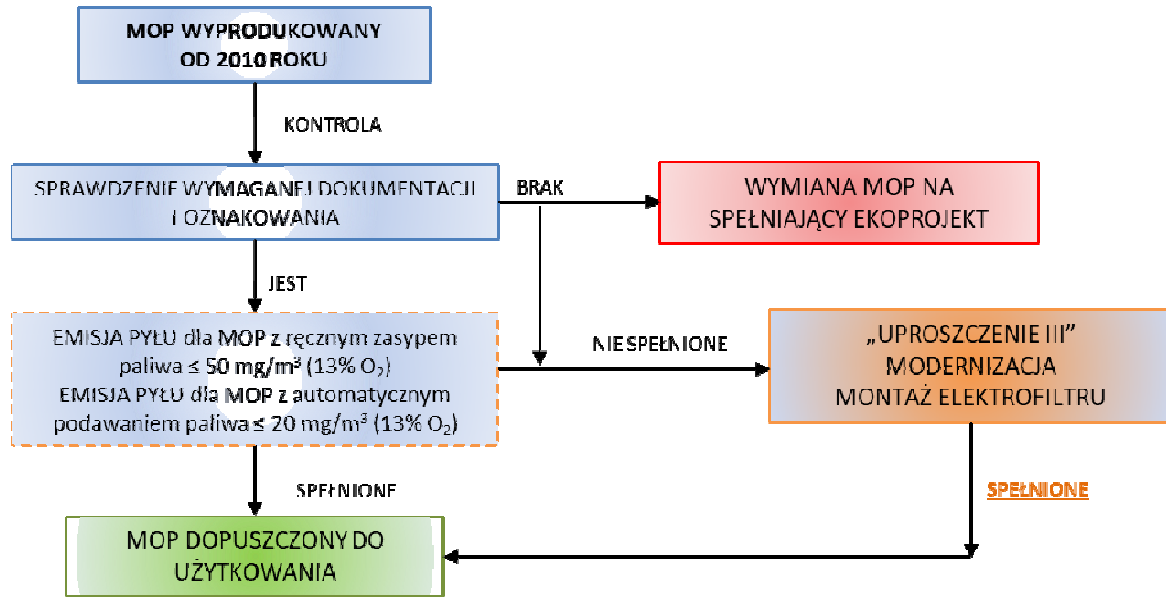 MOP WYPRODUKOWANY
OD 2010 ROKU
KONTROLA
SPRAWDZENIE WYMAGANEJ DOKUMENTACJI
I OZNAKOWANIA
BRAK
WYMIANA MOP NA
SPEŁNIAJĄCY EKOPROJEKT
JEST
EMISJA PYŁU dla MOP z ręcznym zasypem
paliwa ≤ 50 mg/m³ (13% O₂)
EMISJA PYŁU dla MOP z automatycznym
podawaniem paliwa ≤ 20 mg/m³ (13% O₂)
NIE SPEŁNIONE
„UPROSZCZENIE III”
MODERNIZACJA
MONTAŻ ELEKTROFILTRU
SPEŁNIONE
SPEŁNIONE
MOP DOPUSZCZONY DO
UŻYTKOWANIA